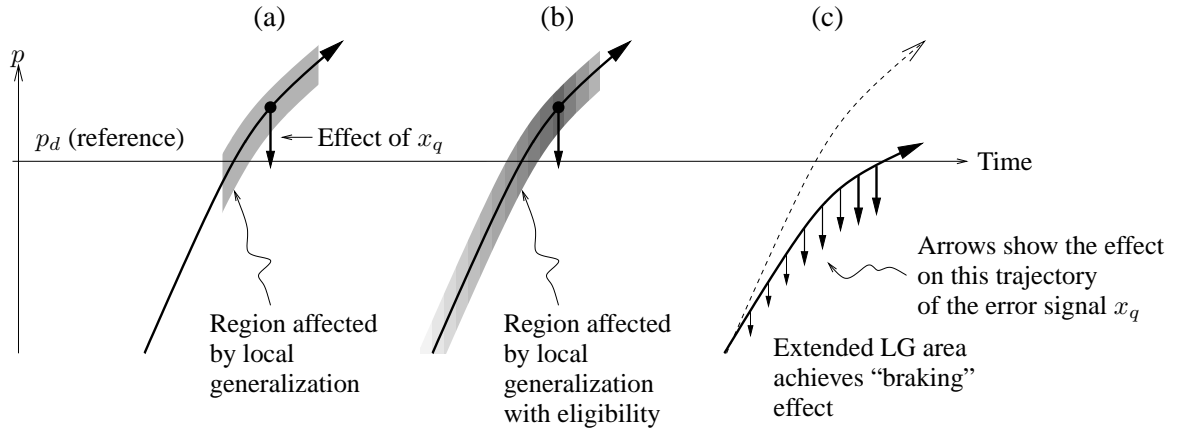 (a)
(b)
(c)
p
p_d (reference)
Effect of x_q
Time
Region affected
by local
generalization
Region affected
by local
generalization
with eligibility
Arrows show the effect
on this trajectory
of the error signal x_q
Extended LG area
achieves “braking”
effect